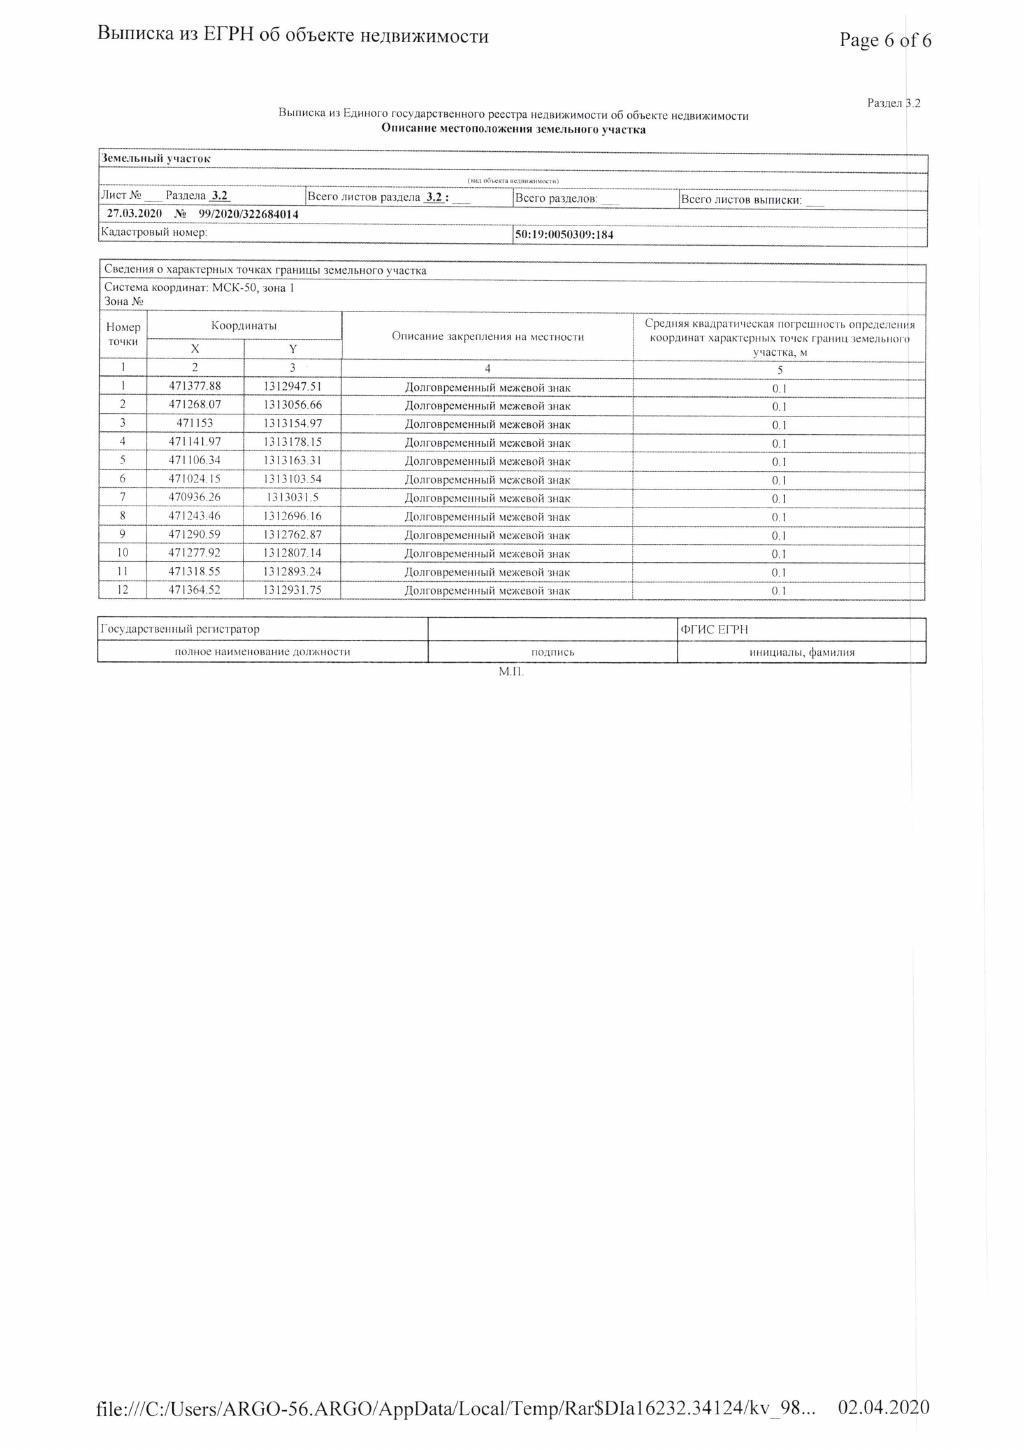 Выписка из ЕГРН об объекте недвижимости
Page 6 of 6
Раздел 3.2
Выписка из Единого государственного реестра недвижимости об объекте недвижимости
Описание местоположения земельного участка
Земельный участок
(вид объекта недвижимости)
Лист № ___ Раздела 3.2 Всего листов раздела 3.2 : ___ Всего разделов: ___ Всего листов выписки: ___
27.03.2020 № 99/2020/322684014
Кадастровый номер: 50:19:0050309:184
Сведения о характерных точках границы земельного участка
Система координат: МСК-50, зона 1
Зона №
Номер точки Координаты Описание закрепления на местности Средняя квадратическая погрешность определения координат характерных точек границ земельного участка, м
X Y
1 2 3 4 5
1 471377.88 1312947.51 Долговременный межевой знак 0.1
2 471268.07 1313056.66 Долговременный межевой знак 0.1
3 471153 1313154.97 Долговременный межевой знак 0.1
4 471141.97 1313178.15 Долговременный межевой знак 0.1
5 471106.34 1313163.31 Долговременный межевой знак 0.1
6 471024.15 1313103.54 Долговременный межевой знак 0.1
7 470936.26 1313031.5 Долговременный межевой знак 0.1
8 471243.46 1312696.16 Долговременный межевой знак 0.1
9 471290.59 1312762.87 Долговременный межевой знак 0.1
10 471277.92 1312807.14 Долговременный межевой знак 0.1
11 471318.55 1312893.24 Долговременный межевой знак 0.1
12 471364.52 1312931.75 Долговременный межевой знак 0.1
Государственный регистратор ФГИС ЕГРН
полное наименование должности подпись инициалы, фамилия
М.П.
file:///C:/Users/ARGO-56.ARGO/AppData/Local/Temp/Rar$DIa16232.34124/kv_98... 02.04.2020